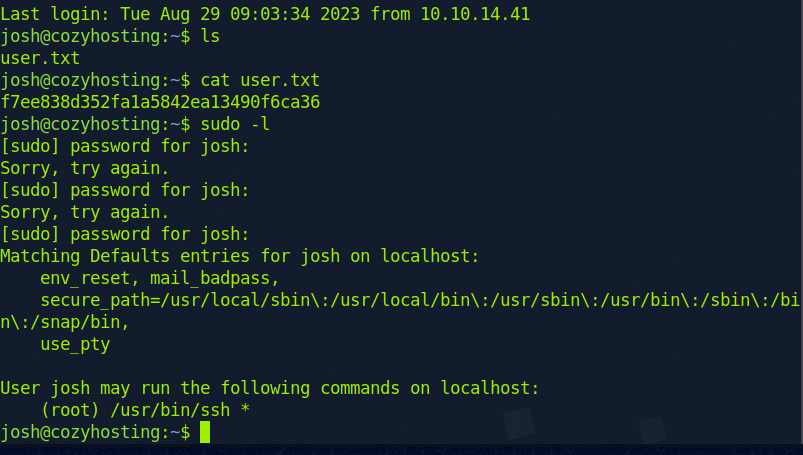 Last login: Tue Aug 29 09:03:34 2023 from 10.10.14.41
josh@cozyhosting:~$ ls
user.txt
josh@cozyhosting:~$ cat user.txt
f7ee838d352fa1a5842ea13490f6ca36
josh@cozyhosting:~$ sudo -l
[sudo] password for josh:
Sorry, try again.
[sudo] password for josh:
Sorry, try again.
[sudo] password for josh:
Matching Defaults entries for josh on localhost:
    env_reset, mail_badpass,
    secure_path=/usr/local/sbin\:/usr/local/bin\:/usr/sbin\:/usr/bin\:/sbin\:/bi
n\:/snap/bin,
    use_pty

User josh may run the following commands on localhost:
    (root) /usr/bin/ssh *
josh@cozyhosting:~$